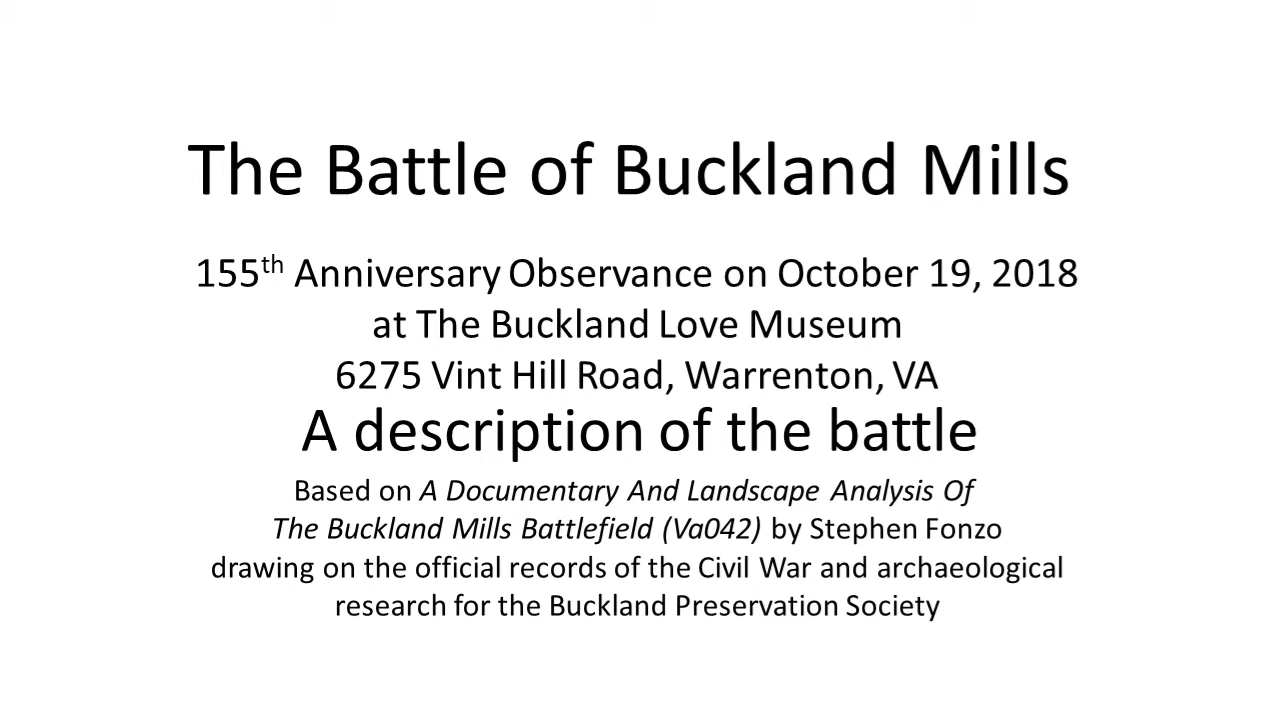 The Battle of Buckland Mills
155th Anniversary Observance on October 19, 2018
at The Buckland Love Museum
6275 Vint Hill Road, Warrenton, VA
A description of the battle
Based on A Documentary And Landscape Analysis Of
The Buckland Mills Battlefield (Va042) by Stephen Fonzo
drawing on the official records of the Civil War and archaeological
research for the Buckland Preservation Society